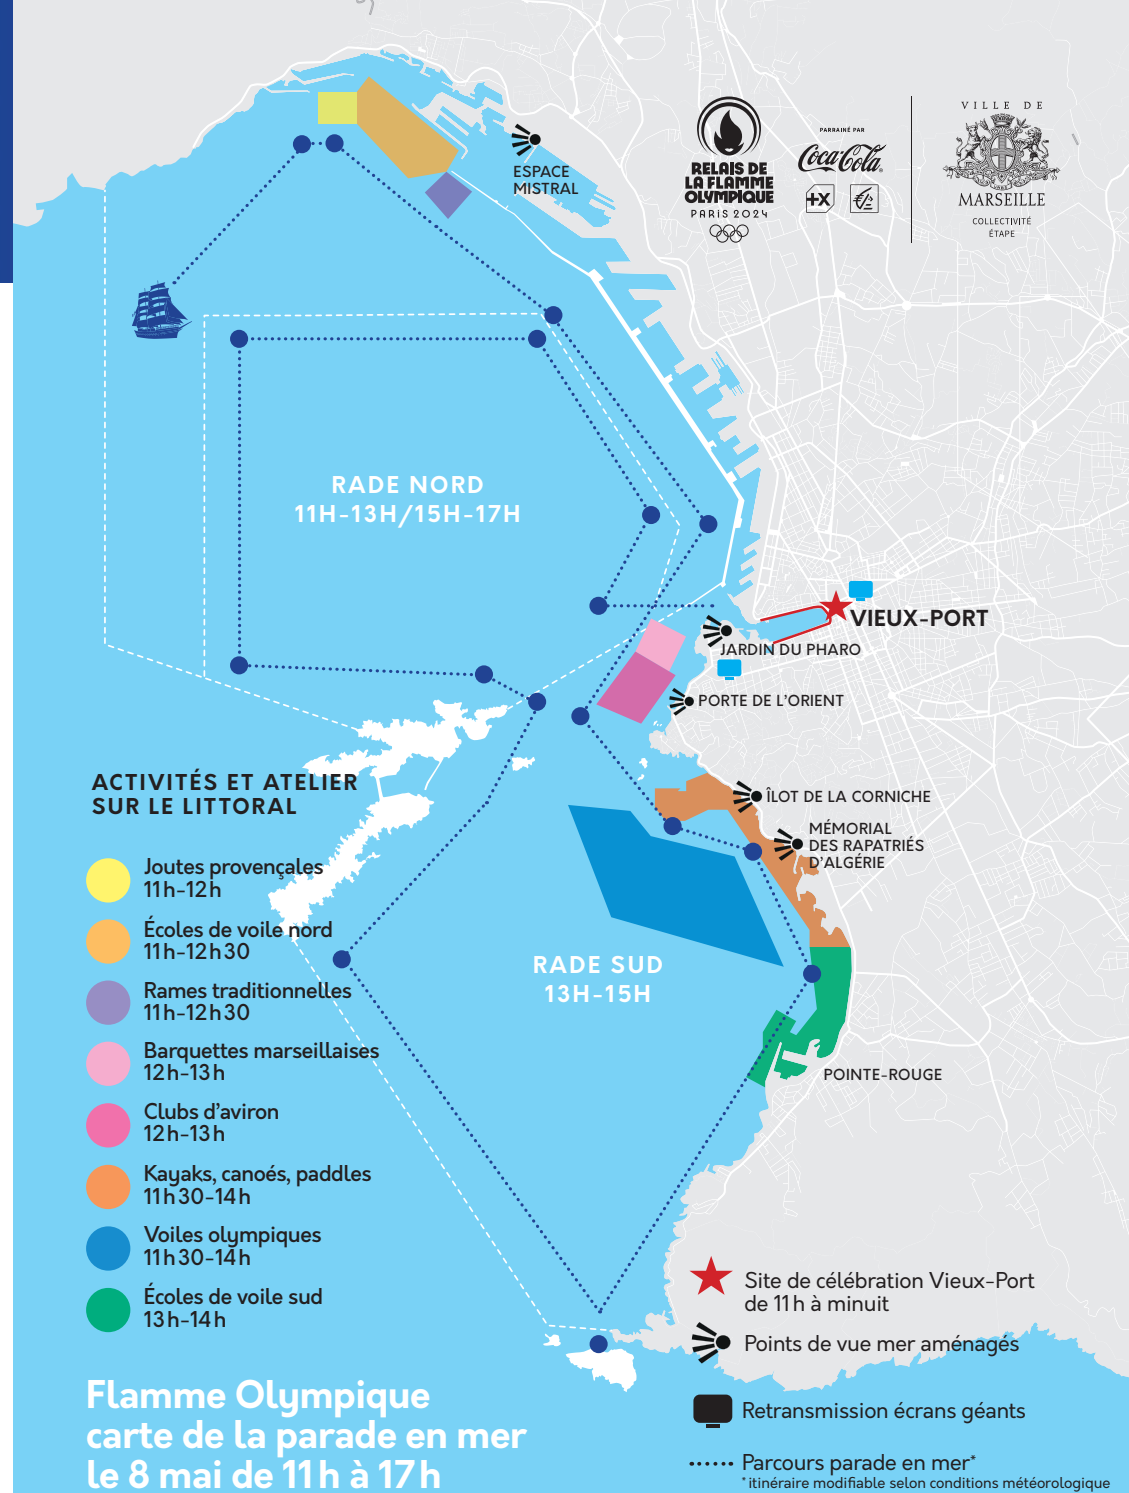 ESPACE
MISTRAL
RELAIS DE
LA FLAMME
OLYMPIQUE
PARIS 2024
PARRAINÉ PAR
Coca-Cola
VILLE DE
MARSEILLE
COLLECTIVITÉ
ÉTAPE
RADE NORD
11H-13H/15H-17H
VIEUX-PORT
JARDIN DU PHARO
PORTE DE L'ORIENT
ÎLOT DE LA CORNICHE
MÉMORIAL
DES RAPATRIÉS
D'ALGÉRIE
RADE SUD
13H-15H
POINTE-ROUGE
ACTIVITÉS ET ATELIER
SUR LE LITTORAL
Joutes provençales
11h-12h
Écoles de voile nord
11h-12h30
Rames traditionnelles
11h-12h30
Barquettes marseillaises
12h-13h
Clubs d'aviron
12h-13h
Kayaks, canoés, paddles
11h30-14h
Voiles olympiques
11h30-14h
Écoles de voile sud
13h-14h
Flamme Olympique
carte de la parade en mer
le 8 mai de 11h à 17h
Site de célébration Vieux-Port
de 11h à minuit
Points de vue mer aménagés
Retransmission écrans géants
Parcours parade en mer*
*itinéraire modifiable selon conditions météorologique